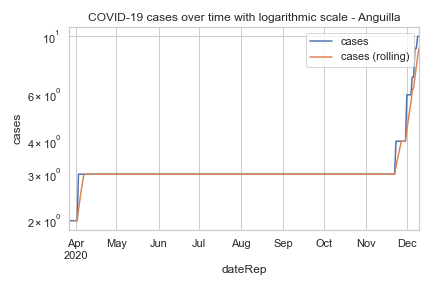 COVID-19 cases over time with logarithmic scale - Anguilla
cases
cases (rolling)
10¹
6 × 10⁰
4 × 10⁰
3 × 10⁰
2 × 10⁰
cases
Apr May Jun Jul Aug Sep Oct Nov Dec
2020
dateRep